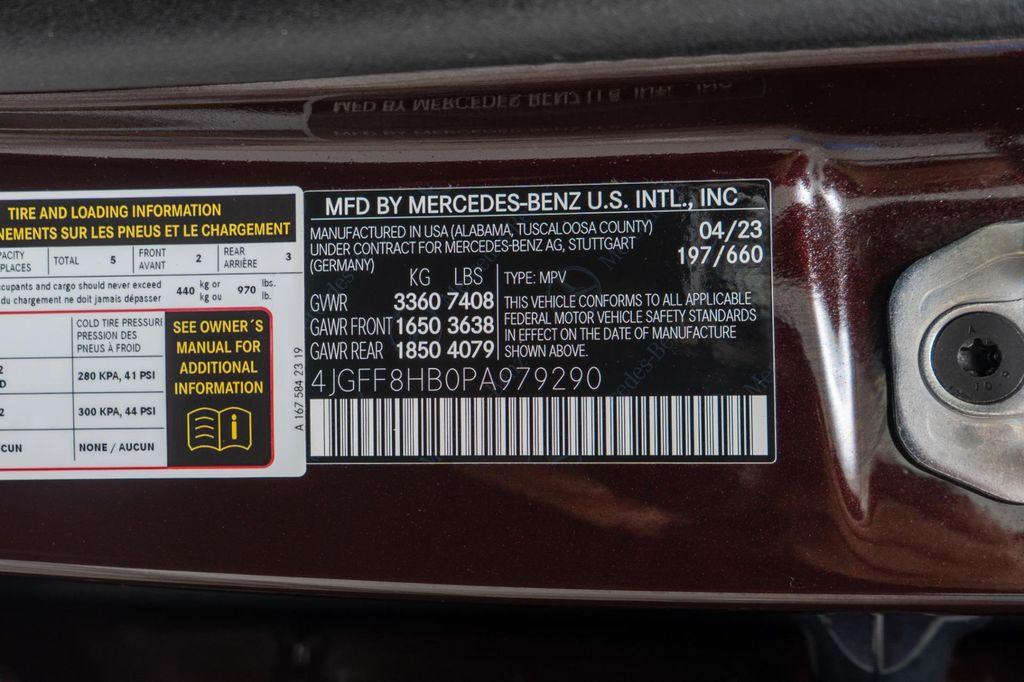 TIRE AND LOADING INFORMATION
NEMENTS SUR LES PNEUS ET LE CHARGEMENT
PACITY
PLACES
TOTAL 5
FRONT
AVANT
2
REAR
ARRIÈRE
3
cupants and cargo should never exceed
du chargement ne doit jamais dépasser
440 kg or
kg ou
970 lbs.
lb.
COLD TIRE PRESSURI
PRESSION DES
PNEUS À FROID
280 KPA, 41 PSI
300 KPA, 44 PSI
CUN
NONE / AUCUN
SEE OWNER´S
MANUAL FOR
ADDITIONAL
INFORMATION
A 167 584 23 19
MFD BY MERCEDES-BENZ U.S. INTL., INC
MANUFACTURED IN USA (ALABAMA, TUSCALOOSA COUNTY)
UNDER CONTRACT FOR MERCEDES-BENZ AG, STUTTGART
(GERMANY)
04/23
197/660
KG LBS
GVWR 3360 7408
GAWR FRONT 1650 3638
GAWR REAR 1850 4079
TYPE: MPV
THIS VEHICLE CONFORMS TO ALL APPLICABLE
FEDERAL MOTOR VEHICLE SAFETY STANDARDS
IN EFFECT ON THE DATE OF MANUFACTURE
SHOWN ABOVE.
4JGFF8HB0PA979290